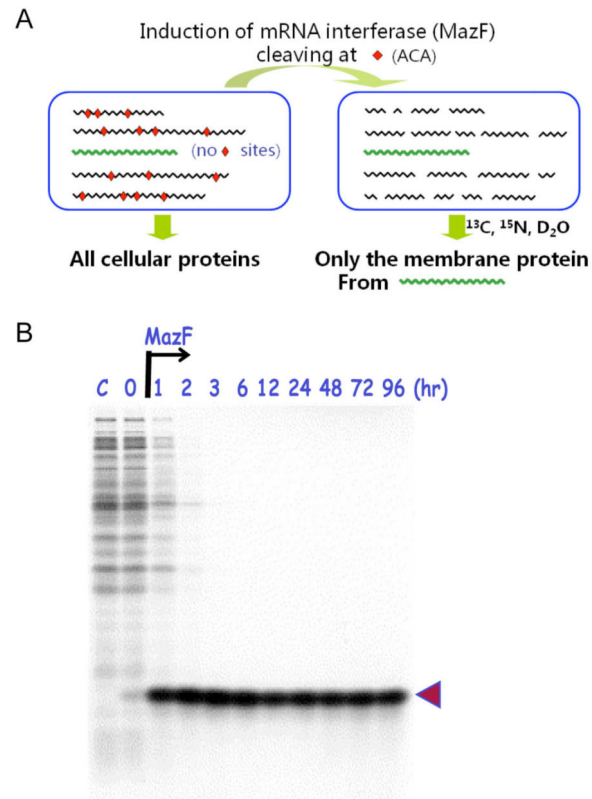 A
Induction of mRNA interferase (MazF)
cleaving at ♦ (ACA)
(no ♦ sites)
¹³C, ¹⁵N, D₂O
All cellular proteins
Only the membrane protein
From
B
MazF
C 0 1 2 3 6 12 24 48 72 96 (hr)